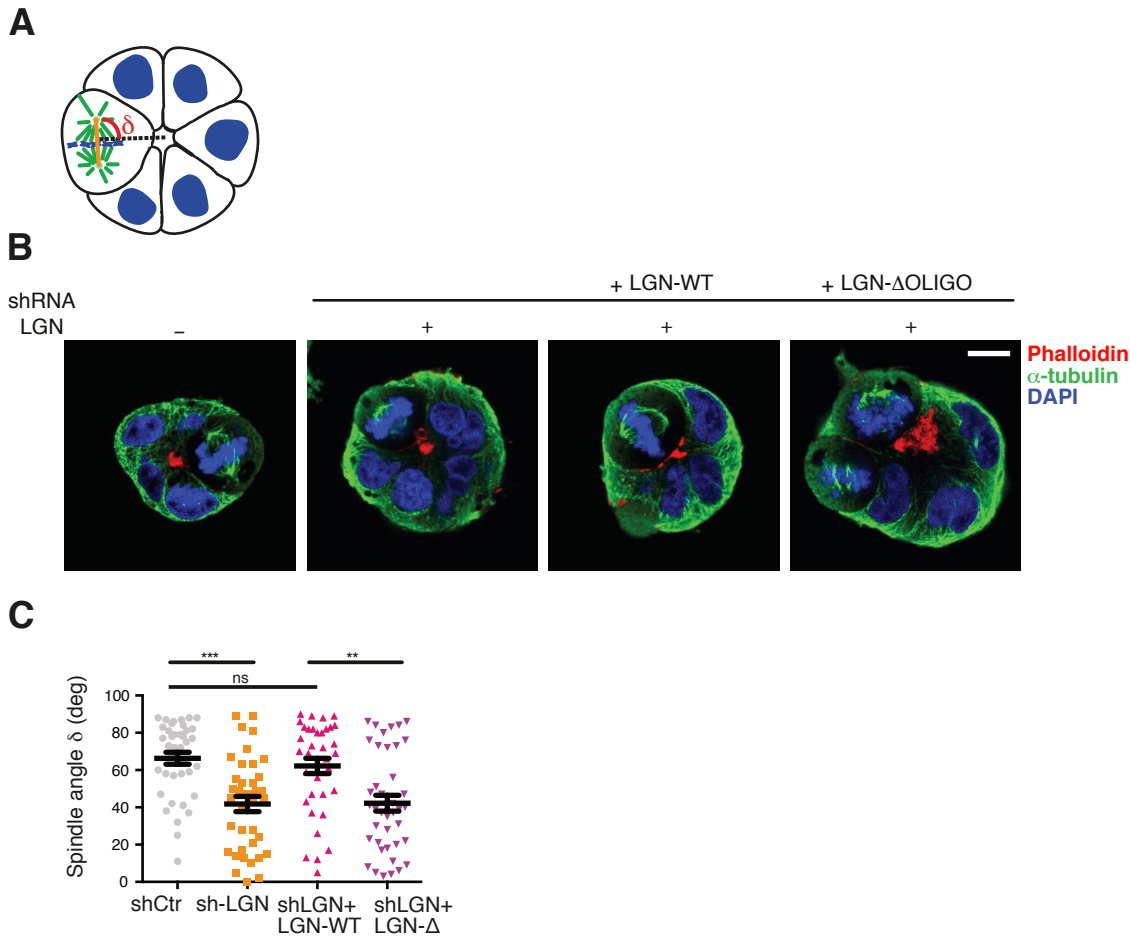 A
δ
B
+ LGN-WT + LGN-ΔOLIGO
shRNA
LGN – + + +
Phalloidin
α-tubulin
DAPI
C
*** **
ns
Spindle angle δ (deg)
100
80
60
40
20
0
shCtr sh-LGN shLGN+ shLGN+
LGN-WT LGN-Δ